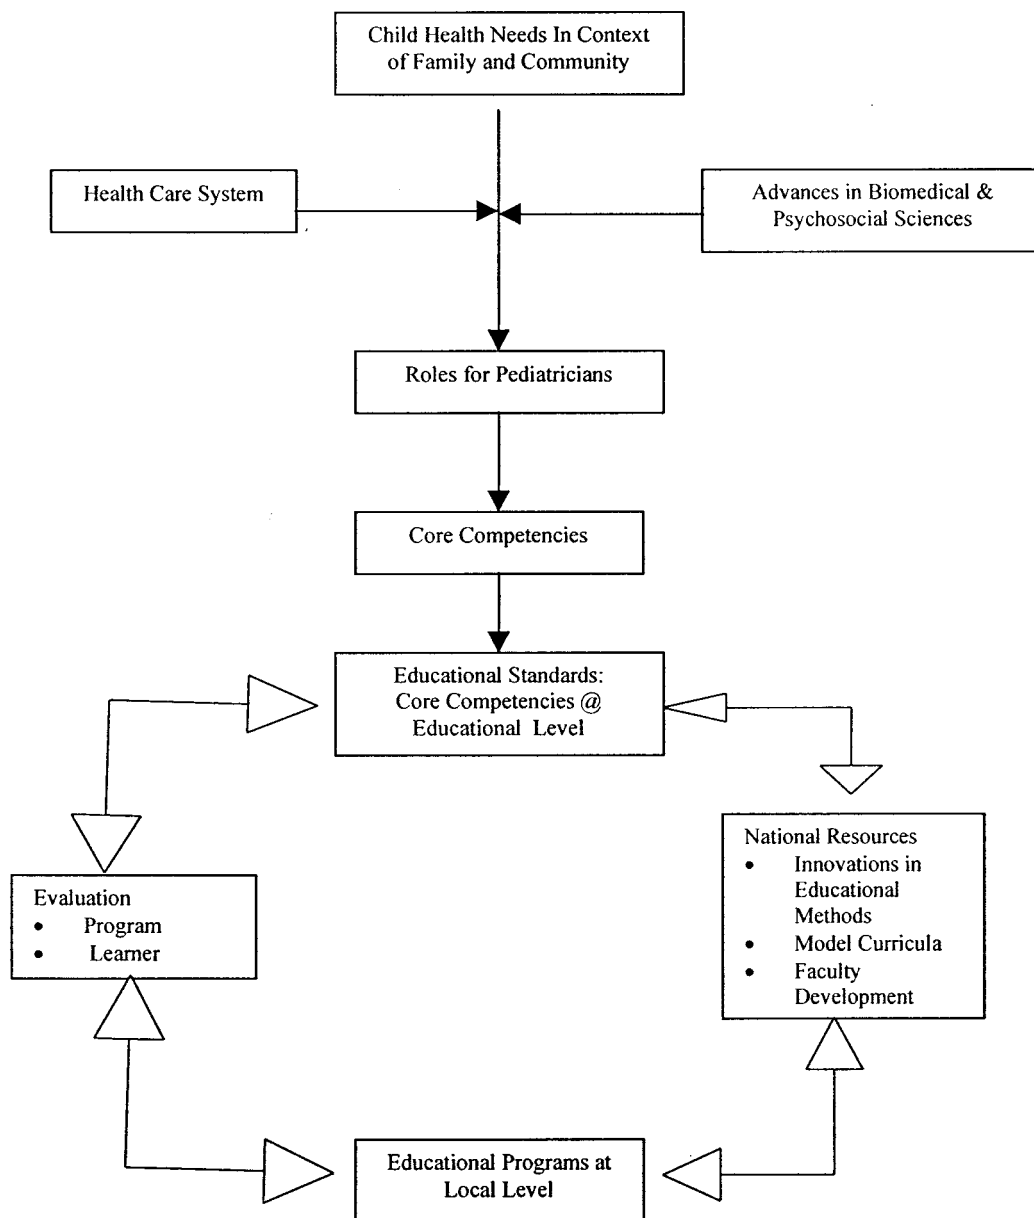 Child Health Needs In Context
of Family and Community
Health Care System
Advances in Biomedical &
Psychosocial Sciences
Roles for Pediatricians
Core Competencies
Educational Standards:
Core Competencies @
Educational Level
Evaluation
• Program
• Learner
National Resources
• Innovations in
Educational
Methods
• Model Curricula
• Faculty
Development
Educational Programs at
Local Level